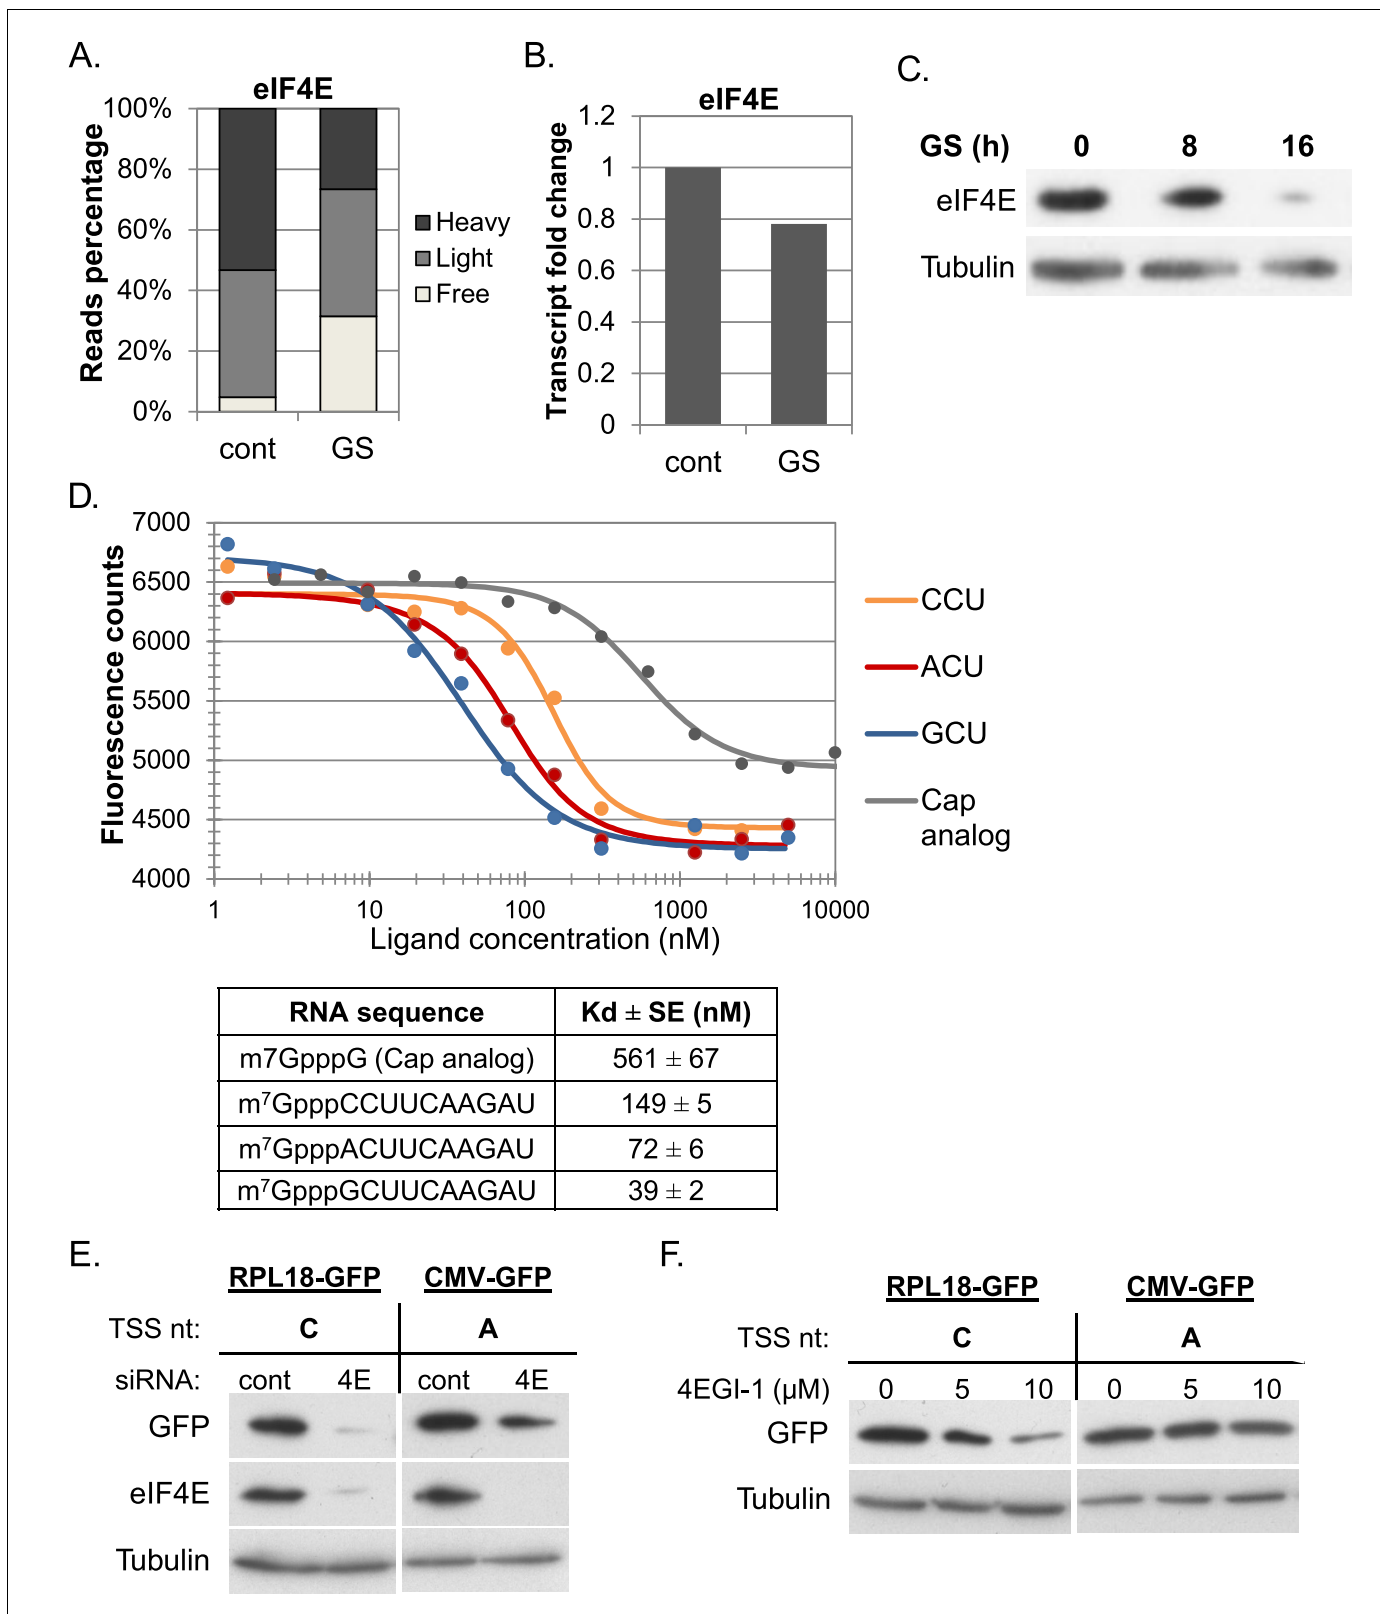 A.
eIF4E
Reads percentage
100%
80%
60%
40%
20%
0%
cont GS
Heavy
Light
Free
B.
eIF4E
Transcript fold change
1.2
1
0.8
0.6
0.4
0.2
0
cont GS
C.
GS (h) 0 8 16
eIF4E
Tubulin
D.
Fluorescence counts
7000
6500
6000
5500
5000
4500
4000
1 10 100 1000 10000
Ligand concentration (nM)
CCU
ACU
GCU
Cap
analog
RNA sequence Kd ± SE (nM)
m7GpppG (Cap analog) 561 ± 67
m⁷GpppCCUUCAAGAU 149 ± 5
m⁷GpppACUUCAAGAU 72 ± 6
m⁷GpppGCUUCAAGAU 39 ± 2
E.
RPL18-GFP CMV-GFP
TSS nt: C A
siRNA: cont 4E cont 4E
GFP
eIF4E
Tubulin
F.
RPL18-GFP CMV-GFP
TSS nt: C A
4EGI-1 (µM) 0 5 10 0 5 10
GFP
Tubulin